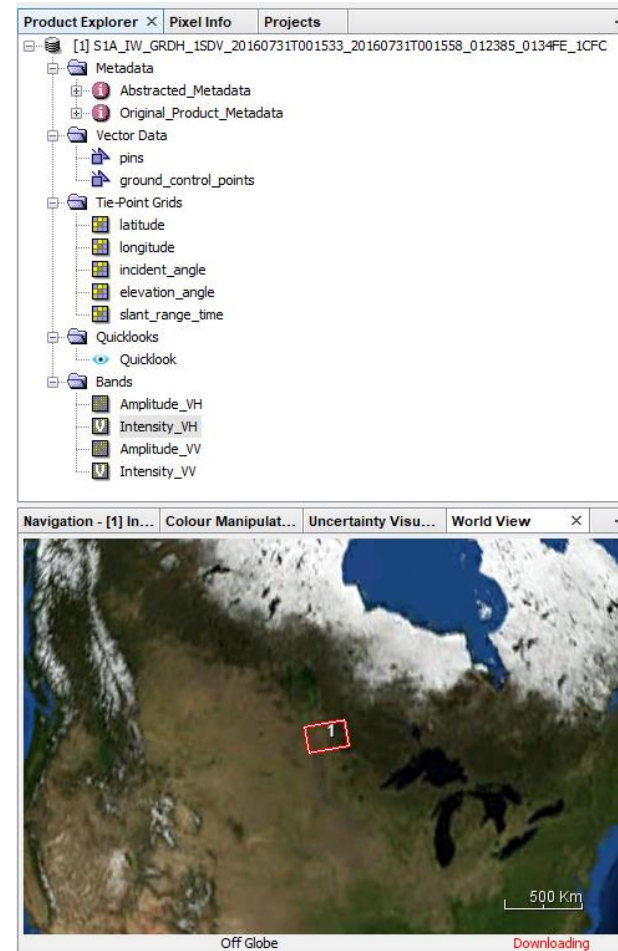 Product Explorer × Pixel Info Projects
[1] S1A_IW_GRDH_1SDV_20160731T001533_20160731T001558_012385_0134FE_1CFC
Metadata
Abstracted_Metadata
Original_Product_Metadata
Vector Data
pins
ground_control_points
Tie-Point Grids
latitude
longitude
incident_angle
elevation_angle
slant_range_time
Quicklooks
Quicklook
Bands
Amplitude_VH
Intensity_VH
Amplitude_VV
Intensity_VV
Navigation - [1] In... Colour Manipulat... Uncertainty Visu... World View ×
1
500 Km
Off Globe Downloading